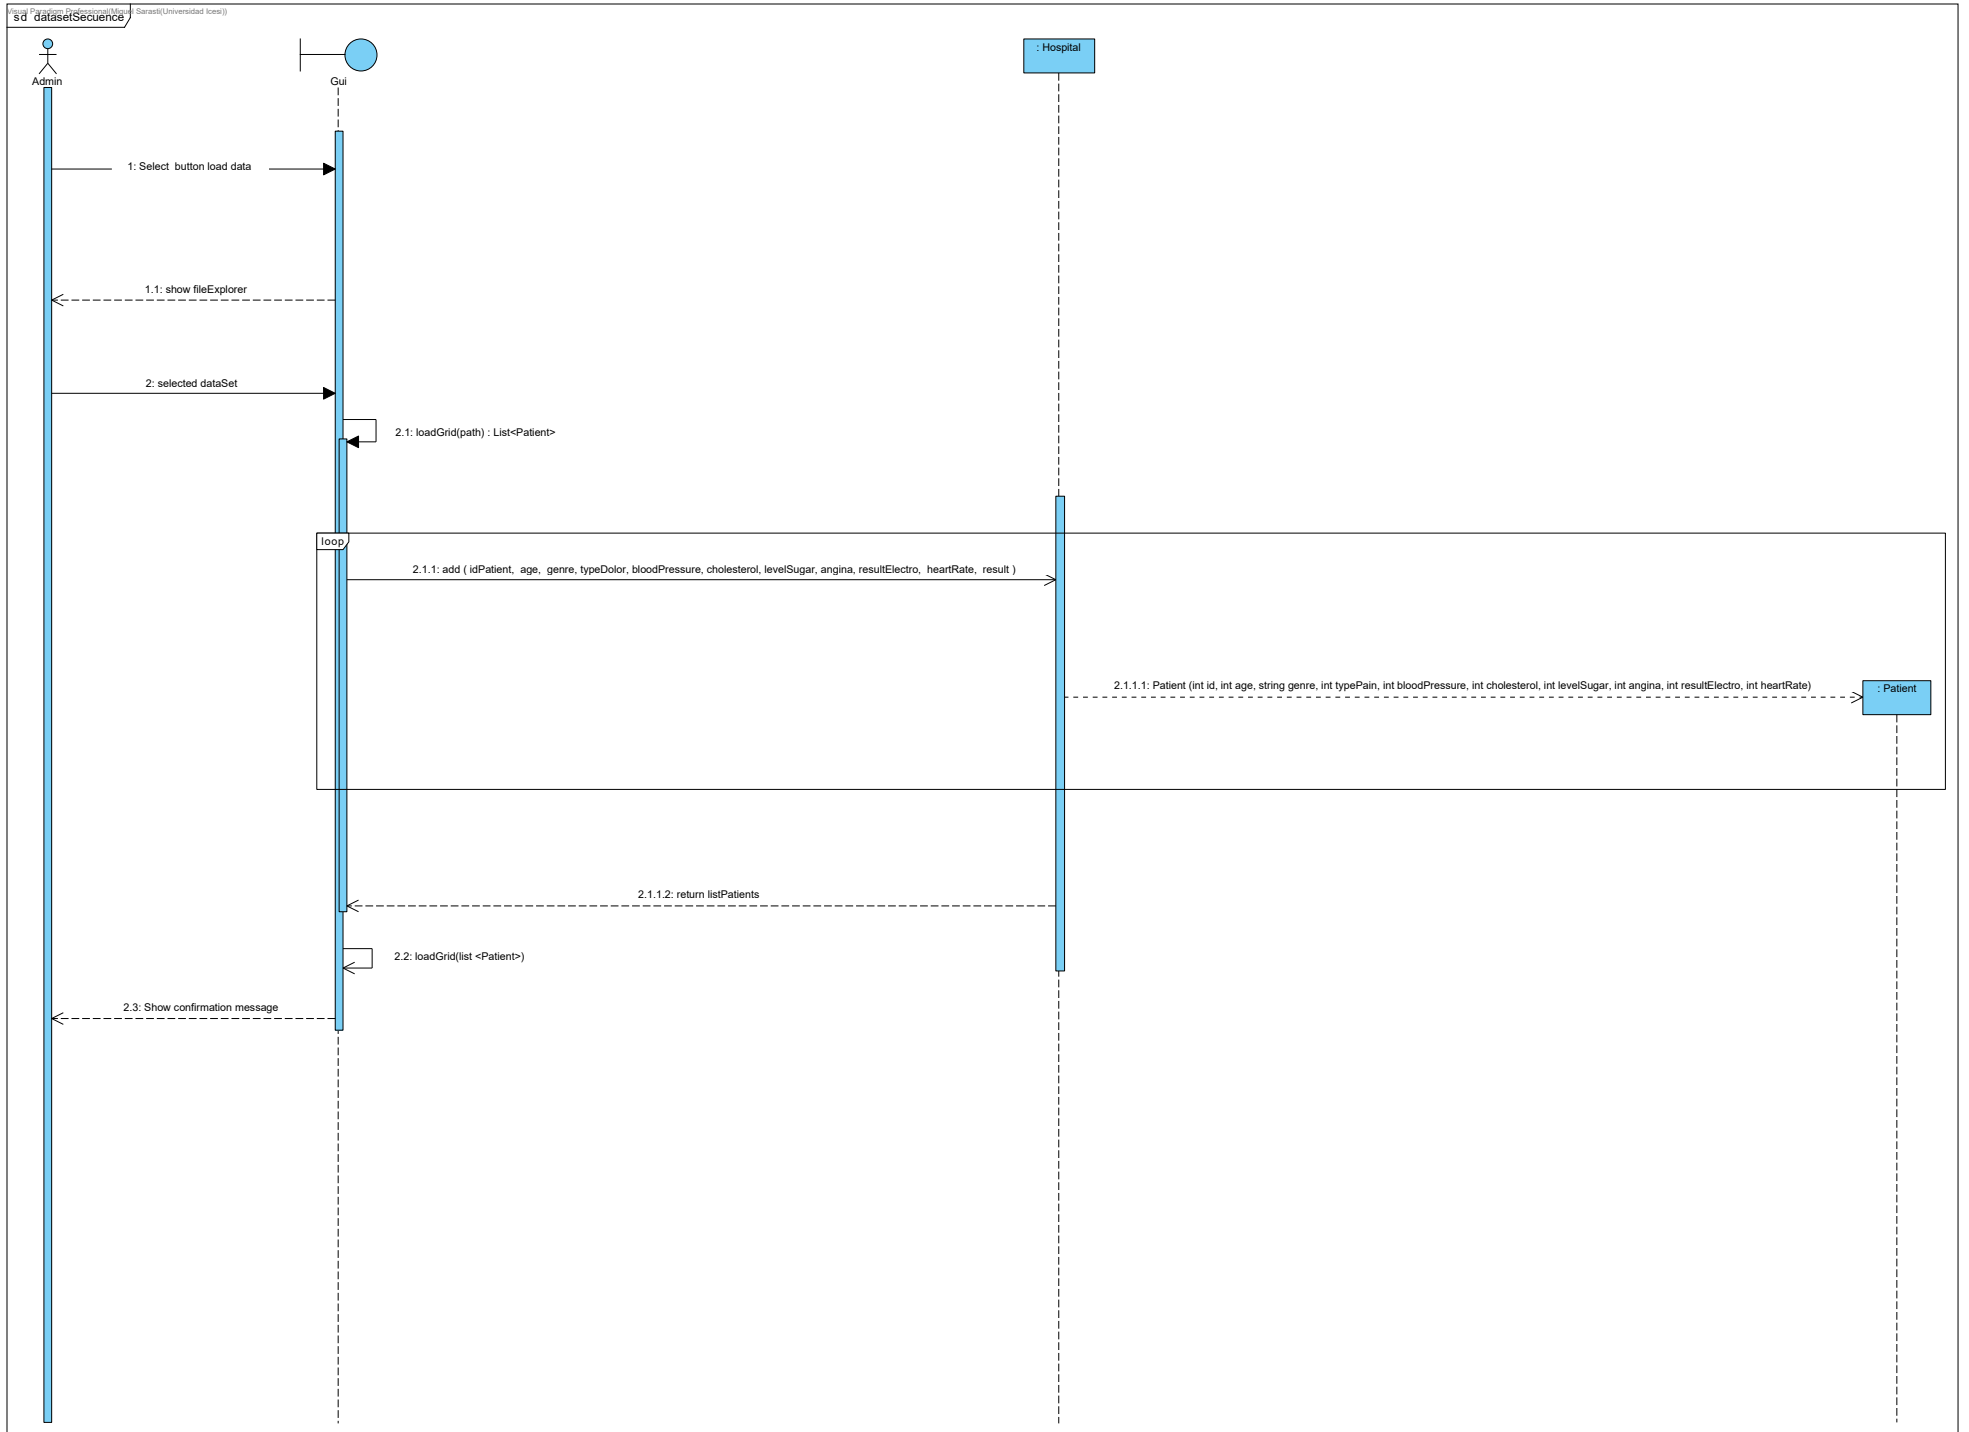 Visual Paradigm Professional(Miguel Sarasti(Universidad Icesi))
sd datasetSecuence
Admin
Gui
: Hospital
1: Select  button load data
1.1: show fileExplorer
2: selected dataSet
2.1: loadGrid(path) : List<Patient>
loop
2.1.1: add ( idPatient,  age,  genre, typeDolor, bloodPressure, cholesterol, levelSugar, angina, resultElectro,  heartRate,  result )
2.1.1.1: Patient (int id, int age, string genre, int typePain, int bloodPressure, int cholesterol, int levelSugar, int angina, int resultElectro, int heartRate)
: Patient
2.1.1.2: return listPatients
2.2: loadGrid(list <Patient>)
2.3: Show confirmation message